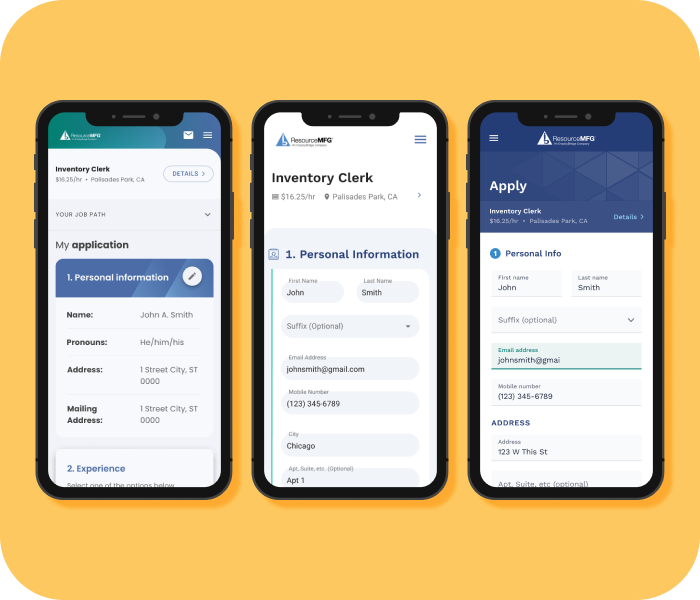 ResourceMFG
Inventory Clerk
$16.25/hr • Palisades Park, CA
DETAILS
YOUR JOB PATH
My application
1. Personal information
Name: John A. Smith
Pronouns: He/him/his
Address: 1 Street City, ST
0000
Mailing 1 Street City, ST
Address: 0000
2. Experience
Select one of the options below
ResourceMFG
An EmployBridge Company
Inventory Clerk
$16.25/hr Palisades Park, CA
1. Personal Information
First Name Last Name
John Smith
Suffix (Optional)
Email Address
johnsmith@gmail.com
Mobile Number
(123) 345-6789
City
Chicago
Apt, Suite, etc. (Optional)
Apt 1
ResourceMFG
An EmployBridge Company
Apply
Inventory Clerk
$16.25/hr • Palisades Park, CA Details
1 Personal Info
First name Last name
John Smith
Suffix (optional)
Email address
johnsmith@gmai
Mobile number
(123) 345-6789
ADDRESS
Address
123 W This St
Apt, Suite, etc (optional)